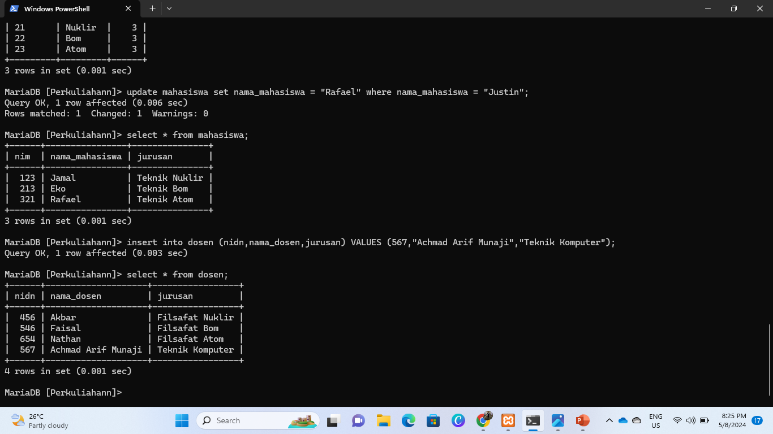 Windows PowerShell
| 21      | Nuklir  |    3 |
| 22      | Bom     |    3 |
| 23      | Atom    |    3 |
+---------+---------+------+
3 rows in set (0.001 sec)
MariaDB [Perkuliahann]> update mahasiswa set nama_mahasiswa = "Rafael" where nama_mahasiswa = "Justin";
Query OK, 1 row affected (0.006 sec)
Rows matched: 1  Changed: 1  Warnings: 0
MariaDB [Perkuliahann]> select * from mahasiswa;
+------+----------------+---------------+
| nim  | nama_mahasiswa | jurusan       |
+------+----------------+---------------+
|  123 | Jamal          | Teknik Nuklir |
|  213 | Eko            | Teknik Bom    |
|  321 | Rafael         | Teknik Atom   |
+------+----------------+---------------+
3 rows in set (0.001 sec)
MariaDB [Perkuliahann]> insert into dosen (nidn,nama_dosen,jurusan) VALUES (567,"Achmad Arif Munaji","Teknik Komputer");
Query OK, 1 row affected (0.003 sec)
MariaDB [Perkuliahann]> select * from dosen;
+------+--------------------+-----------------+
| nidn | nama_dosen         | jurusan         |
+------+--------------------+-----------------+
|  456 | Akbar              | Filsafat Nuklir |
|  546 | Faisal             | Filsafat Bom    |
|  654 | Nathan             | Filsafat Atom   |
|  567 | Achmad Arif Munaji | Teknik Komputer |
+------+--------------------+-----------------+
4 rows in set (0.001 sec)
MariaDB [Perkuliahann]>
26°C
Partly cloudy
Search
ENG
US
8:25 PM
5/8/2024
17